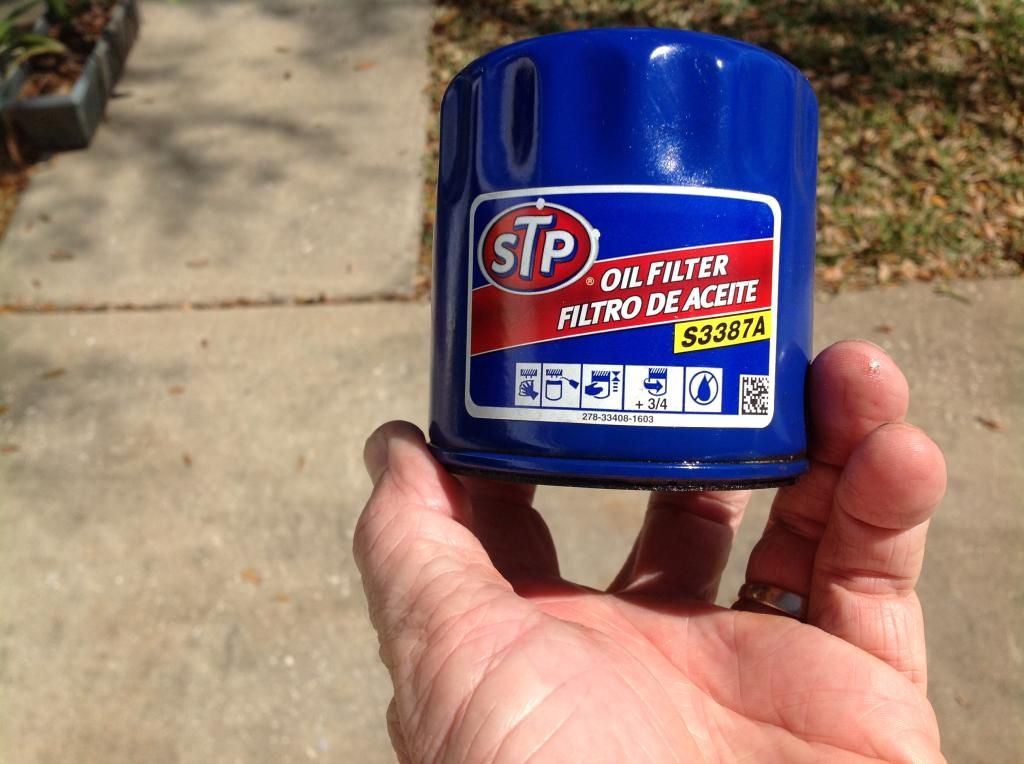 STP
® OIL FILTER
FILTRO DE ACEITE
S3387A
+ 3/4
278-33408-1603